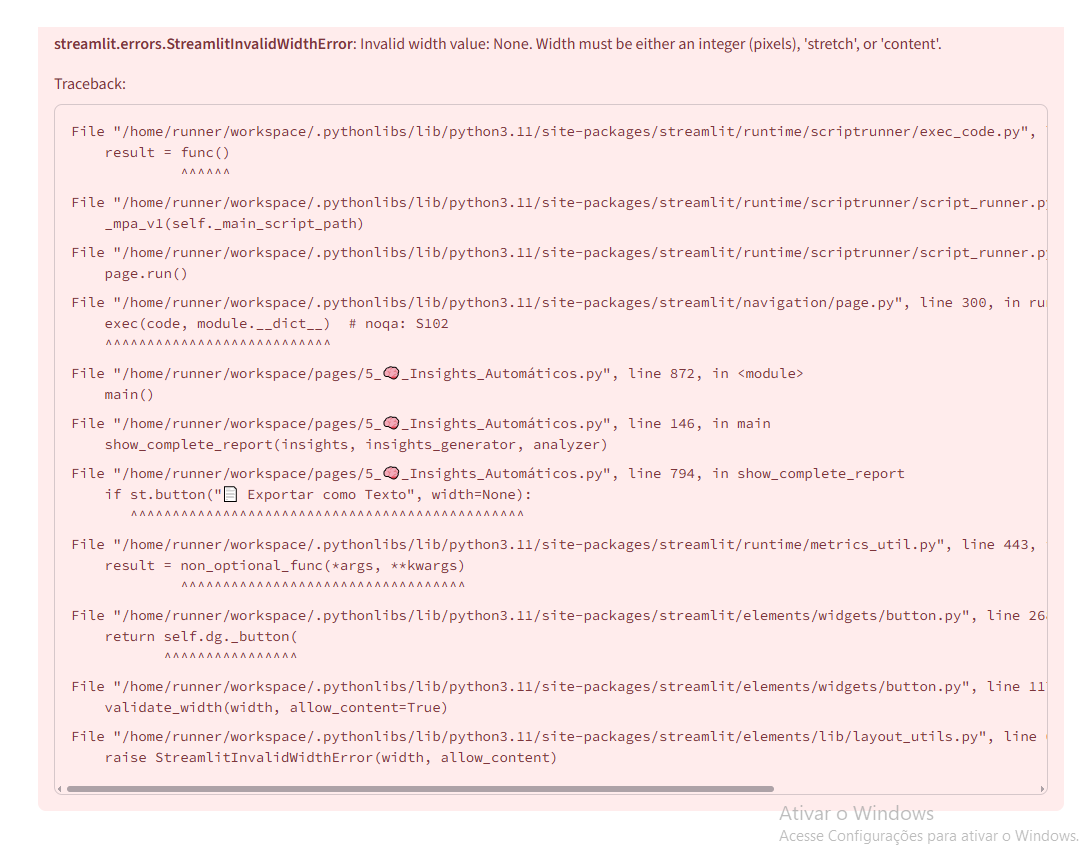 streamlit.errors.StreamlitInvalidWidthError: Invalid width value: None. Width must be either an integer (pixels), 'stretch', or 'content'.
Traceback:
File "/home/runner/workspace/.pythonlibs/lib/python3.11/site-packages/streamlit/runtime/scriptrunner/exec_code.py",
result = func()
^^^^^^
File "/home/runner/workspace/.pythonlibs/lib/python3.11/site-packages/streamlit/runtime/scriptrunner/script_runner.py
_mpa_v1(self._main_script_path)
File "/home/runner/workspace/.pythonlibs/lib/python3.11/site-packages/streamlit/runtime/scriptrunner/script_runner.py
page.run()
File "/home/runner/workspace/.pythonlibs/lib/python3.11/site-packages/streamlit/navigation/page.py", line 300, in ru
exec(code, module.__dict__)  # noqa: S102
^^^^^^^^^^^^^^^^^^^^^^^^^^^
File "/home/runner/workspace/pages/5_🧠_Insights_Automáticos.py", line 872, in <module>
main()
File "/home/runner/workspace/pages/5_🧠_Insights_Automáticos.py", line 146, in main
show_complete_report(insights, insights_generator, analyzer)
File "/home/runner/workspace/pages/5_🧠_Insights_Automáticos.py", line 794, in show_complete_report
if st.button("📄 Exportar como Texto", width=None):
^^^^^^^^^^^^^^^^^^^^^^^^^^^^^^^^^^^^^^^^^^^^^^^
File "/home/runner/workspace/.pythonlibs/lib/python3.11/site-packages/streamlit/runtime/metrics_util.py", line 443,
result = non_optional_func(*args, **kwargs)
^^^^^^^^^^^^^^^^^^^^^^^^^^^^^^^^^^
File "/home/runner/workspace/.pythonlibs/lib/python3.11/site-packages/streamlit/elements/widgets/button.py", line 26
return self.dg._button(
^^^^^^^^^^^^^^^^
File "/home/runner/workspace/.pythonlibs/lib/python3.11/site-packages/streamlit/elements/widgets/button.py", line 11
validate_width(width, allow_content=True)
File "/home/runner/workspace/.pythonlibs/lib/python3.11/site-packages/streamlit/elements/lib/layout_utils.py", line
raise StreamlitInvalidWidthError(width, allow_content)
Ativar o Windows
Acesse Configurações para ativar o Windows.